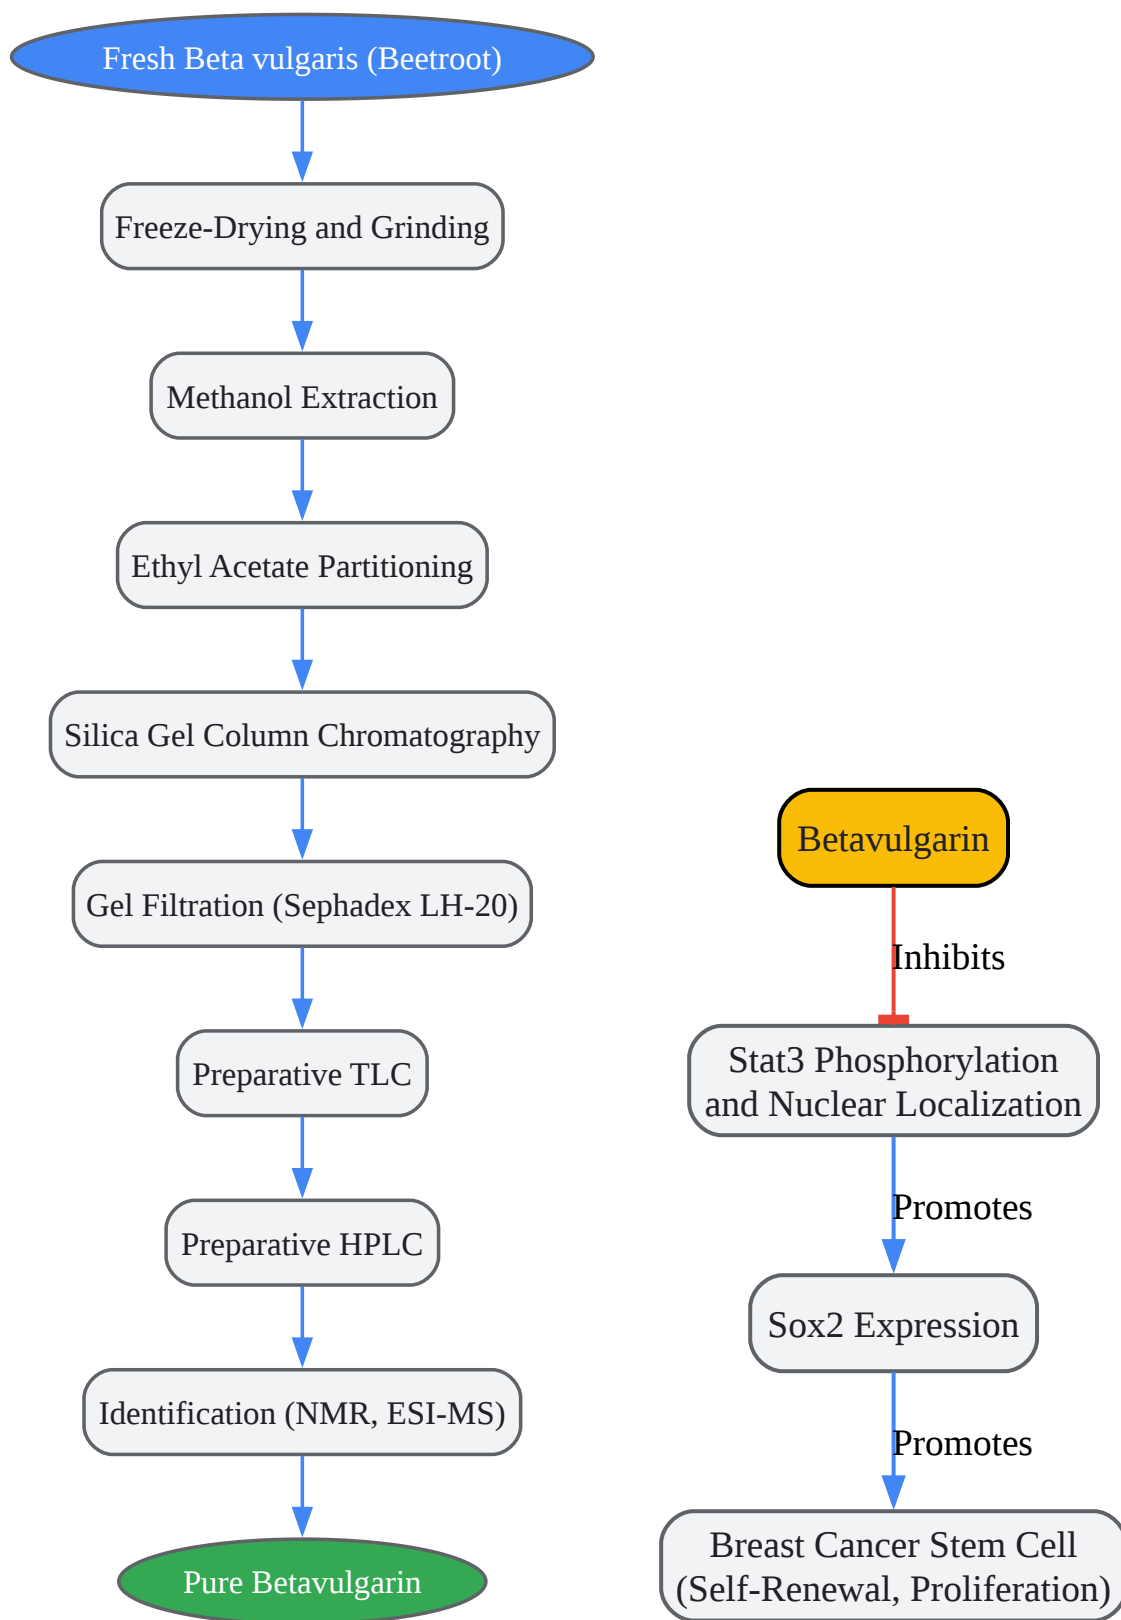 Fresh Beta vulgaris (Beetroot)
Freeze-Drying and Grinding
Methanol Extraction
Ethyl Acetate Partitioning
Silica Gel Column Chromatography
Gel Filtration (Sephadex LH-20)
Preparative TLC
Preparative HPLC
Identification (NMR, ESI-MS)
Pure Betavulgarin
Betavulgarin
Inhibits
Stat3 Phosphorylation
and Nuclear Localization
Promotes
Sox2 Expression
Promotes
Breast Cancer Stem Cell
(Self-Renewal, Proliferation)